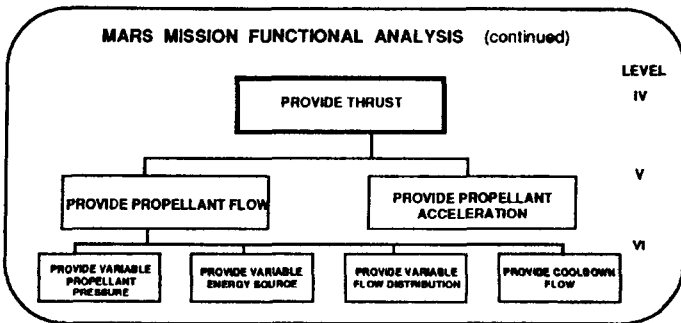 MARS MISSION FUNCTIONAL ANALYSIS (continued)
LEVEL
IV
PROVIDE THRUST
V
PROVIDE PROPELLANT FLOW
PROVIDE PROPELLANT
ACCELERATION
VI
PROVIDE VARIABLE
PROPELLANT
PRESSURE
PROVIDE VARIABLE
ENERGY SOURCE
PROVIDE VARIABLE
FLOW DISTRIBUTION
PROVIDE COOLDOWN
FLOW